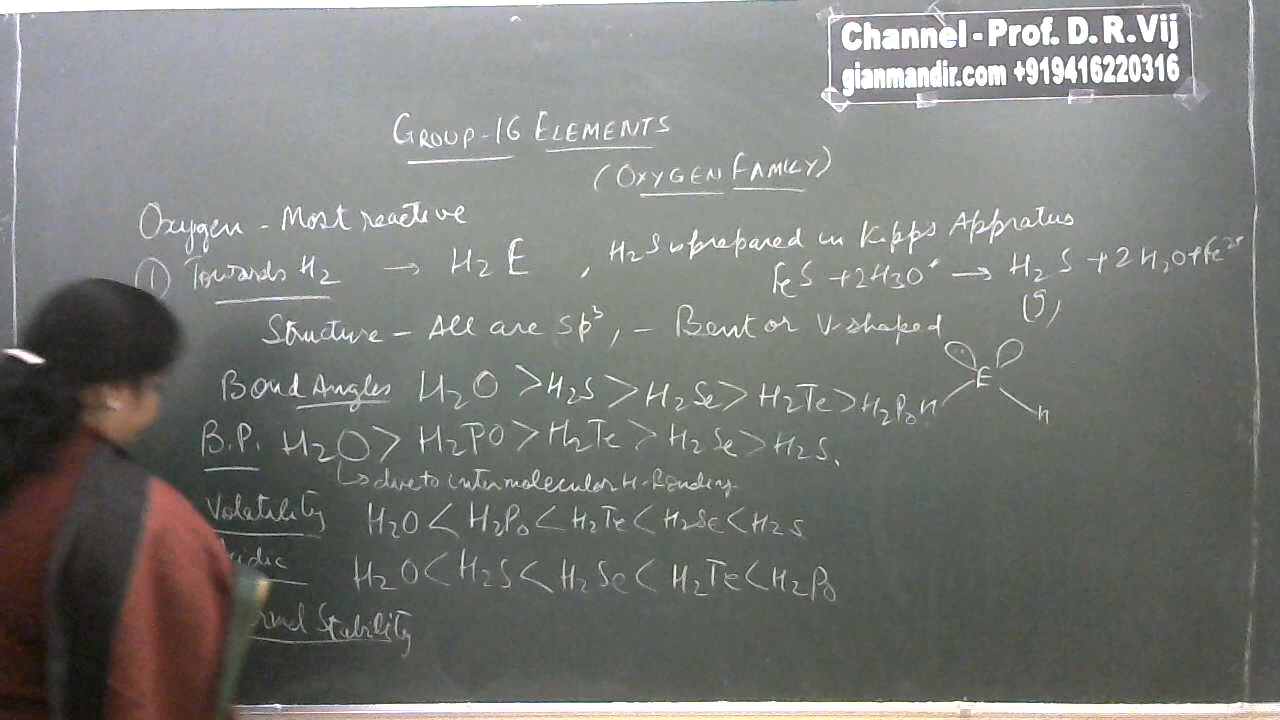 Channel - Prof. D. R. Vij
gianmandir.com +919416220316
GROUP-16 ELEMENTS
(OXYGEN FAMILY)
Oxygen - Most reactive
① Towards H₂ → H₂E , H₂S is prepared in Kipps Appratus
FeS + 2H₃O⁺ → H₂S + 2H₂O + Fe²⁺
(g)
Structure - All are sp³, - Bent or V-shaped
E
H H
Bond Angles H₂O > H₂S > H₂Se > H₂Te > H₂Po
B.P. H₂O > H₂PO > H₂Te > H₂Se > H₂S.
↳ due to intermolecular H-Bonding
Volatility H₂O < H₂Po < H₂Te < H₂Se < H₂S
H₂O < H₂S < H₂Se < H₂Te < H₂Po
Stability